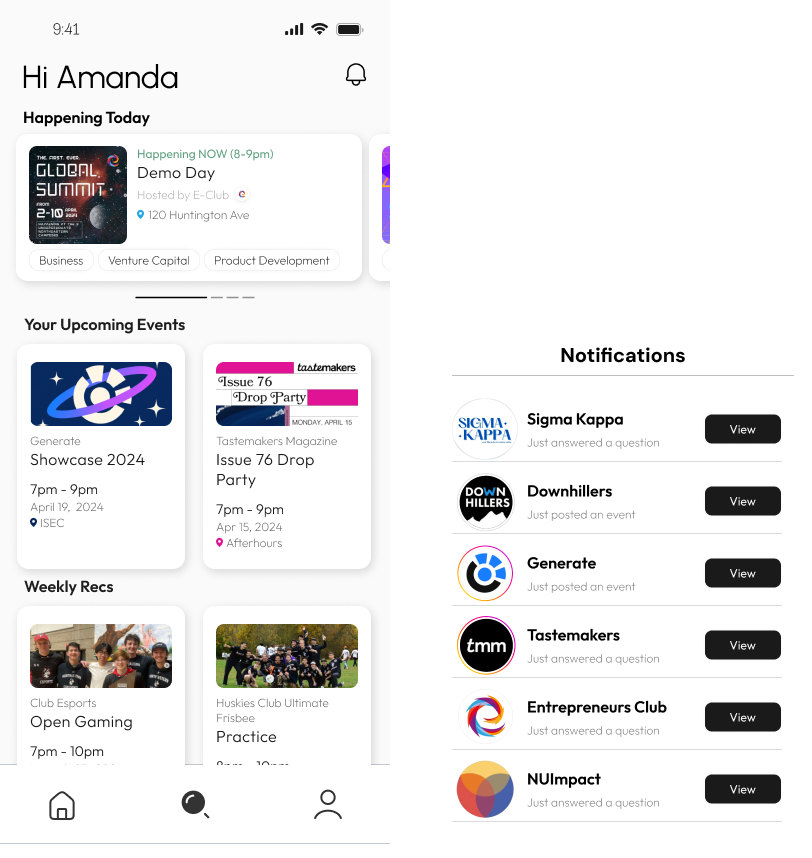 9:41
Hi Amanda
Happening Today
THE. FIRST. EVER.
GLOBAL
SUMMIT
FROM
2-10 APRIL 2024
Happening NOW (8-9pm)
Demo Day
Hosted by E-Club
120 Huntington Ave
Business
Venture Capital
Product Development
Your Upcoming Events
Generate
Showcase 2024
7pm - 9pm
April 19, 2024
ISEC
tastemakers
Issue 76
Drop Party
MONDAY, APRIL 15
Tastemakers Magazine
Issue 76 Drop
Party
7pm - 9pm
Apr 15, 2024
Afterhours
Weekly Recs
Club Esports
Open Gaming
7pm - 10pm
Huskies Club Ultimate
Frisbee
Practice
Notifications
SIGMA
KAPPA
Sigma Kappa
Just answered a question
View
DOWN
HILLERS
Downhillers
Just posted an event
View
Generate
Just posted an event
View
tmm
Tastemakers
Just answered a question
View
Entrepreneurs Club
Just answered a question
View
NUImpact
Just answered a question
View